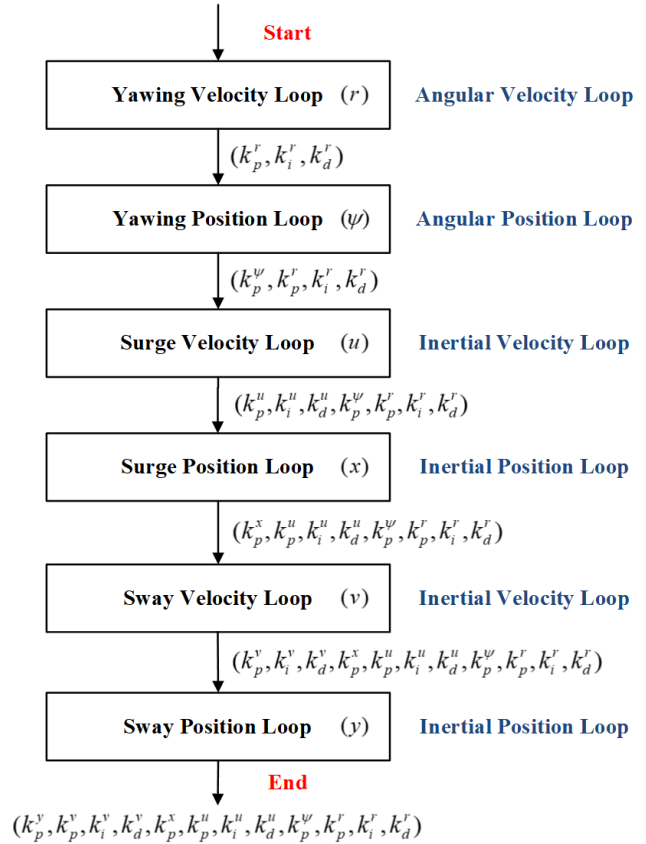 Start
Yawing Velocity Loop (r) Angular Velocity Loop
(k_p^r, k_i^r, k_d^r)
Yawing Position Loop (ψ) Angular Position Loop
(k_p^ψ, k_p^r, k_i^r, k_d^r)
Surge Velocity Loop (u) Inertial Velocity Loop
(k_p^u, k_i^u, k_d^u, k_p^ψ, k_p^r, k_i^r, k_d^r)
Surge Position Loop (x) Inertial Position Loop
(k_p^x, k_p^u, k_i^u, k_d^u, k_p^ψ, k_p^r, k_i^r, k_d^r)
Sway Velocity Loop (v) Inertial Velocity Loop
(k_p^v, k_i^v, k_d^v, k_p^x, k_p^u, k_i^u, k_d^u, k_p^ψ, k_p^r, k_i^r, k_d^r)
Sway Position Loop (y) Inertial Position Loop
End
(k_p^y, k_p^v, k_i^v, k_d^v, k_p^x, k_p^u, k_i^u, k_d^u, k_p^ψ, k_p^r, k_i^r, k_d^r)